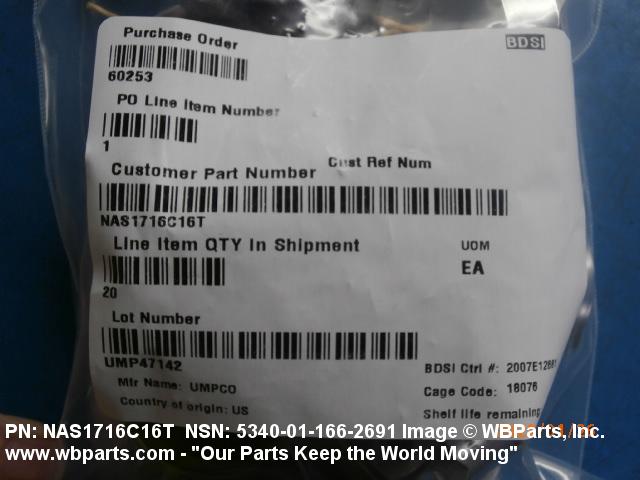 Purchase Order
BDSI
60253
PO Line Item Number
1
Cust Ref Num
Customer Part Number
NAS1716C16T
Line Item QTY In Shipment
UOM
EA
20
Lot Number
UMP47142
BDSI Ctrl #:
Mfr Name: UMPCO
Cage Code: 18076
Country of origin: US
Shelf life remaining
PN: NAS1716C16T NSN: 5340-01-166-2691 Image © WBParts, Inc.
www.wbparts.com - "Our Parts Keep the World Moving"